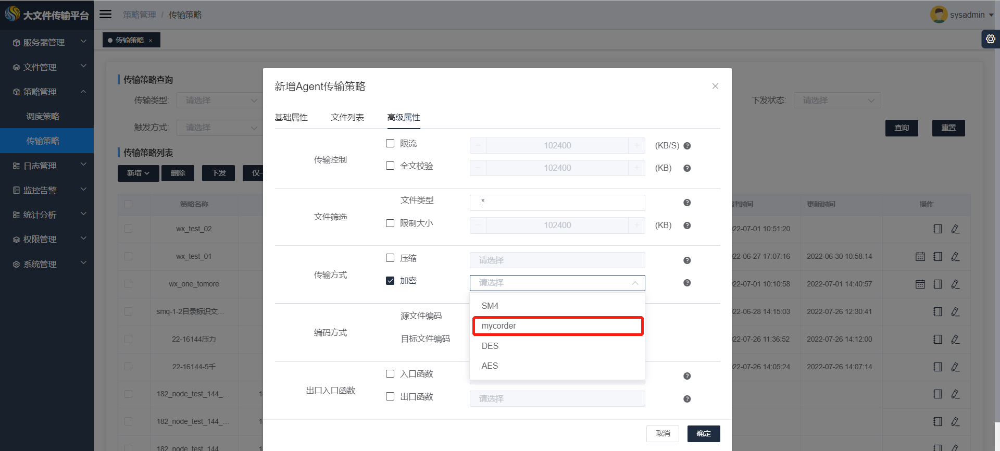 大文件传输平台
策略管理 / 传输策略
sysadmin
传输策略 ×
服务器管理
文件管理
策略管理
调度策略
传输策略
日志管理
监控告警
统计分析
权限管理
系统管理
传输策略查询
传输类型: 请选择
下发状态: 请选择
触发方式: 请选择
查询 重置
传输策略列表
新增 删除 下发 仅一
策略名称 建时间 更新时间 操作
wx_test_02 22-07-01 10:51:20
wx_test_01 22-06-27 17:07:16 2022-06-30 10:58:14
wx_one_tomore 22-07-01 10:10:58 2022-07-01 14:40:57
smq-1-2目录标识文... 22-06-28 14:15:03 2022-07-26 12:30:41
22-16144压力 22-07-26 11:36:52 2022-07-26 14:12:00
22-16144-5千 22-07-26 14:05:24 2022-07-26 14:07:14
182_node_test_144_... 1
182_node_test_144_... 1
182_node_test_144
新增Agent传输策略
基础属性 文件列表 高级属性
传输控制
限流 - 102400 + (KB/S) ?
全文校验 - 102400 + (KB) ?
文件筛选
文件类型 .* ?
限制大小 - 102400 + (KB) ?
传输方式
压缩 请选择 ?
加密 请选择 ?
SM4
mycorder
DES
AES
编码方式
源文件编码
目标文件编码
出口入口函数
入口函数 ?
出口函数 请选择 ?
取消 确定